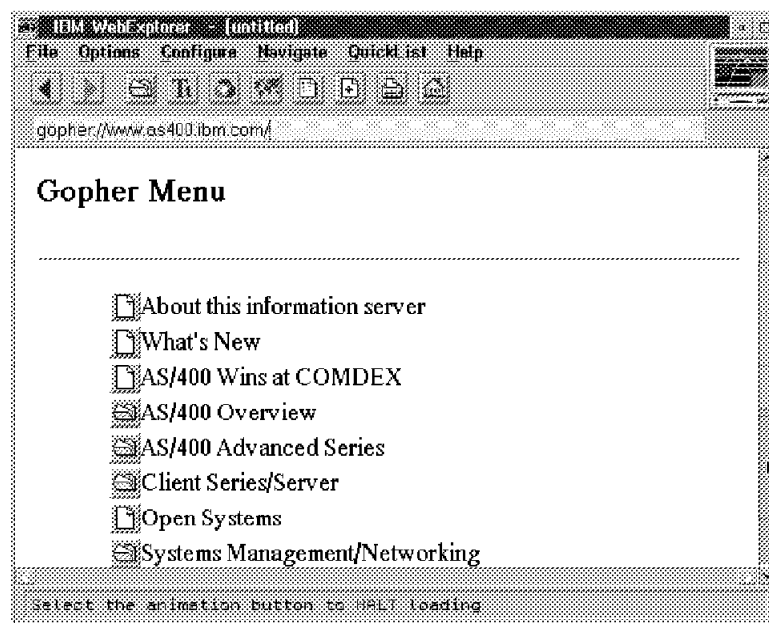 IBM WebExplorer - (untitled)
File Options Configure Navigate QuickList Help
gopher://www.as400.ibm.com/
Gopher Menu
About this information server
What's New
AS/400 Wins at COMDEX
AS/400 Overview
AS/400 Advanced Series
Client Series/Server
Open Systems
Systems Management/Networking
Select the animation button to HALT loading